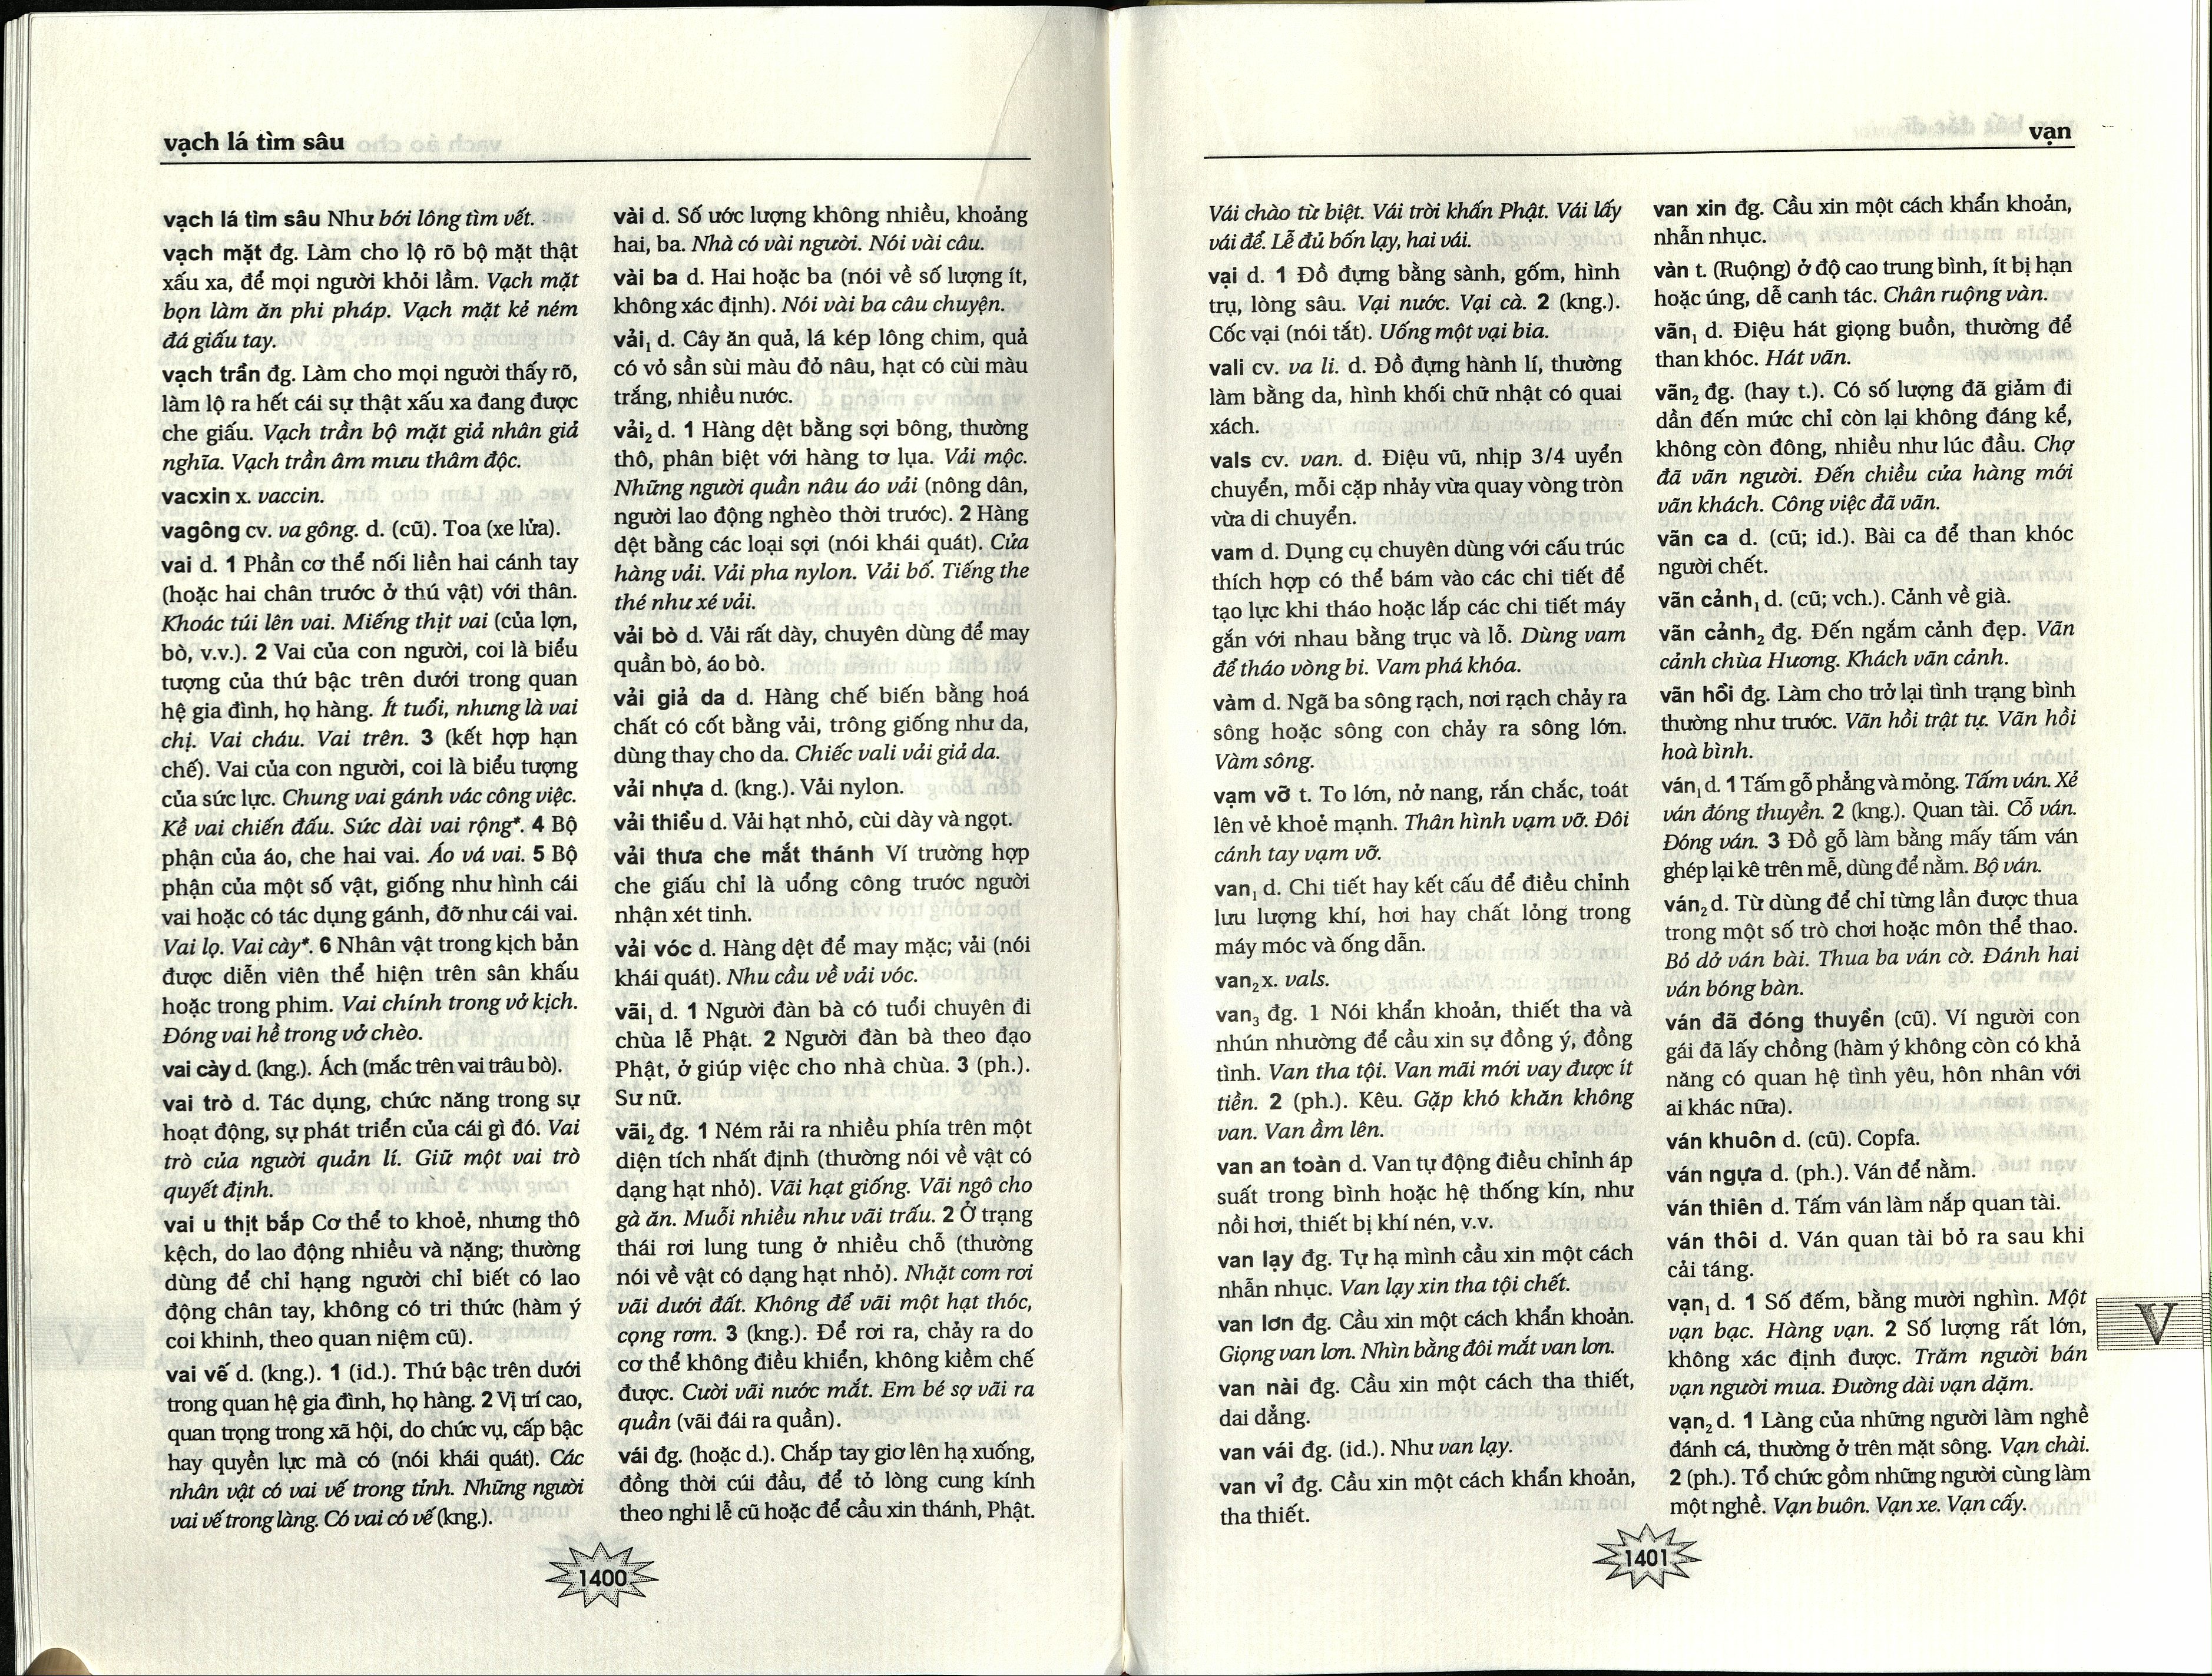 vạch lá tìm sâu
vạch lá tìm sâu Như bới lông tìm vết.
vạch mặt đg. Làm cho lộ rõ bộ mặt thật
xấu xa, để mọi người khỏi lầm. Vạch mặt
bọn làm ăn phi pháp. Vạch mặt kẻ ném
đá giấu tay.
vạch trần đg. Làm cho mọi người thấy rõ,
làm lộ ra hết cái sự thật xấu xa đang được
che giấu. Vạch trần bộ mặt giả nhân giả
nghĩa. Vạch trần âm mưu thâm độc.
vacxin x. vaccin.
vagông cv. va gông. d. (cũ). Toa (xe lửa).
vai d. 1 Phần cơ thể nối liền hai cánh tay
(hoặc hai chân trước ở thú vật) với thân.
Khoác túi lên vai. Miếng thịt vai (của lợn,
bò, v.v.). 2 Vai của con người, coi là biểu
tượng của thứ bậc trên dưới trong quan
hệ gia đình, họ hàng. Ít tuổi, nhưng là vai
chị. Vai cháu. Vai trên. 3 (kết hợp hạn
chế). Vai của con người, coi là biểu tượng
của sức lực. Chung vai gánh vác công việc.
Kề vai chiến đấu. Sức dài vai rộng*. 4 Bộ
phận của áo, che hai vai. Áo vá vai. 5 Bộ
phận của một số vật, giống như hình cái
vai hoặc có tác dụng gánh, đỡ như cái vai.
Vai lọ. Vai cày*. 6 Nhân vật trong kịch bản
được diễn viên thể hiện trên sân khấu
hoặc trong phim. Vai chính trong vở kịch.
Đóng vai hề trong vở chèo.
vai cày d. (kng.). Ách (mắc trên vai trâu bò).
vai trò d. Tác dụng, chức năng trong sự
hoạt động, sự phát triển của cái gì đó. Vai
trò của người quản lí. Giữ một vai trò
quyết định.
vai u thịt bắp Cơ thể to khoẻ, nhưng thô
kệch, do lao động nhiều và nặng; thường
dùng để chỉ hạng người chỉ biết có lao
động chân tay, không có tri thức (hàm ý
coi khinh, theo quan niệm cũ).
vai vế d. (kng.). 1 (id.). Thứ bậc trên dưới
trong quan hệ gia đình, họ hàng. 2 Vị trí cao,
quan trọng trong xã hội, do chức vụ, cấp bậc
hay quyền lực mà có (nói khái quát). Các
nhân vật có vai vế trong tỉnh. Những người
vai vế trong làng. Có vai có vế (kng.).
vài d. Số ước lượng không nhiều, khoảng
hai, ba. Nhà có vài người. Nói vài câu.
vài ba d. Hai hoặc ba (nói về số lượng ít,
không xác định). Nói vài ba câu chuyện.
vải₁ d. Cây ăn quả, lá kép lông chim, quả
có vỏ sần sùi màu đỏ nâu, hạt có cùi màu
trắng, nhiều nước.
vải₂ d. 1 Hàng dệt bằng sợi bông, thường
thô, phân biệt với hàng tơ lụa. Vải mộc.
Những người quần nâu áo vải (nông dân,
người lao động nghèo thời trước). 2 Hàng
dệt bằng các loại sợi (nói khái quát). Cửa
hàng vải. Vải pha nylon. Vải bố. Tiếng the
thé như xé vải.
vải bò d. Vải rất dày, chuyên dùng để may
quần bò, áo bò.
vải giả da d. Hàng chế biến bằng hoá
chất có cốt bằng vải, trông giống như da,
dùng thay cho da. Chiếc vali vải giả da.
vải nhựa d. (kng.). Vải nylon.
vải thiều d. Vải hạt nhỏ, cùi dày và ngọt.
vải thưa che mắt thánh Ví trường hợp
che giấu chỉ là uổng công trước người
nhận xét tinh.
vải vóc d. Hàng dệt để may mặc; vải (nói
khái quát). Nhu cầu về vải vóc.
vãi₁ d. 1 Người đàn bà có tuổi chuyên đi
chùa lễ Phật. 2 Người đàn bà theo đạo
Phật, ở giúp việc cho nhà chùa. 3 (ph.).
Sư nữ.
vãi₂ đg. 1 Ném rải ra nhiều phía trên một
diện tích nhất định (thường nói về vật có
dạng hạt nhỏ). Vãi hạt giống. Vãi ngô cho
gà ăn. Muỗi nhiều như vãi trấu. 2 Ở trạng
thái rơi lung tung ở nhiều chỗ (thường
nói về vật có dạng hạt nhỏ). Nhặt cơm rơi
vãi dưới đất. Không để vãi một hạt thóc,
cọng rơm. 3 (kng.). Để rơi ra, chảy ra do
cơ thể không điều khiển, không kiềm chế
được. Cười vãi nước mắt. Em bé sợ vãi ra
quần (vãi đái ra quần).
vái đg. (hoặc d.). Chắp tay giơ lên hạ xuống,
đồng thời cúi đầu, để tỏ lòng cung kính
theo nghi lễ cũ hoặc để cầu xin thánh, Phật.
1400
vạn
Vái chào từ biệt. Vái trời khấn Phật. Vái lấy
vái để. Lễ đủ bốn lạy, hai vái.
vại d. 1 Đồ đựng bằng sành, gốm, hình
trụ, lòng sâu. Vại nước. Vại cà. 2 (kng.).
Cốc vại (nói tắt). Uống một vại bia.
vali cv. va li. d. Đồ đựng hành lí, thường
làm bằng da, hình khối chữ nhật có quai
xách.
vals cv. van. d. Điệu vũ, nhịp 3/4 uyển
chuyển, mỗi cặp nhảy vừa quay vòng tròn
vừa di chuyển.
vam d. Dụng cụ chuyên dùng với cấu trúc
thích hợp có thể bám vào các chi tiết để
tạo lực khi tháo hoặc lắp các chi tiết máy
gắn với nhau bằng trục và lỗ. Dùng vam
để tháo vòng bi. Vam phá khóa.
vàm d. Ngã ba sông rạch, nơi rạch chảy ra
sông hoặc sông con chảy ra sông lớn.
Vàm sông.
vạm vỡ t. To lớn, nở nang, rắn chắc, toát
lên vẻ khoẻ mạnh. Thân hình vạm vỡ. Đôi
cánh tay vạm vỡ.
van₁ d. Chi tiết hay kết cấu để điều chỉnh
lưu lượng khí, hơi hay chất lỏng trong
máy móc và ống dẫn.
van₂ x. vals.
van₃ đg. 1 Nói khẩn khoản, thiết tha và
nhún nhường để cầu xin sự đồng ý, đồng
tình. Van tha tội. Van mãi mới vay được ít
tiền. 2 (ph.). Kêu. Gặp khó khăn không
van. Van ầm lên.
van an toàn d. Van tự động điều chỉnh áp
suất trong bình hoặc hệ thống kín, như
nồi hơi, thiết bị khí nén, v.v.
van lạy đg. Tự hạ mình cầu xin một cách
nhẫn nhục. Van lạy xin tha tội chết.
van lơn đg. Cầu xin một cách khẩn khoản.
Giọng van lơn. Nhìn bằng đôi mắt van lơn.
van nài đg. Cầu xin một cách tha thiết,
dai dẳng.
van vái đg. (id.). Như van lạy.
van vỉ đg. Cầu xin một cách khẩn khoản,
tha thiết.
van xin đg. Cầu xin một cách khẩn khoản,
nhẫn nhục.
vàn t. (Ruộng) ở độ cao trung bình, ít bị hạn
hoặc úng, dễ canh tác. Chân ruộng vàn.
vãn₁ d. Điệu hát giọng buồn, thường để
than khóc. Hát vãn.
vãn₂ đg. (hay t.). Có số lượng đã giảm đi
dần đến mức chỉ còn lại không đáng kể,
không còn đông, nhiều như lúc đầu. Chợ
đã vãn người. Đến chiều cửa hàng mới
vãn khách. Công việc đã vãn.
vãn ca d. (cũ; id.). Bài ca để than khóc
người chết.
vãn cảnh₁ d. (cũ; vch.). Cảnh về già.
vãn cảnh₂ đg. Đến ngắm cảnh đẹp. Vãn
cảnh chùa Hương. Khách vãn cảnh.
vãn hồi đg. Làm cho trở lại tình trạng bình
thường như trước. Vãn hồi trật tự. Vãn hồi
hoà bình.
ván₁ d. 1 Tấm gỗ phẳng và mỏng. Tấm ván. Xẻ
ván đóng thuyền. 2 (kng.). Quan tài. Cỗ ván.
Đóng ván. 3 Đồ gỗ làm bằng mấy tấm ván
ghép lại kê trên mễ, dùng để nằm. Bộ ván.
ván₂ d. Từ dùng để chỉ từng lần được thua
trong một số trò chơi hoặc môn thể thao.
Bỏ dở ván bài. Thua ba ván cờ. Đánh hai
ván bóng bàn.
ván đã đóng thuyền (cũ). Ví người con
gái đã lấy chồng (hàm ý không còn có khả
năng có quan hệ tình yêu, hôn nhân với
ai khác nữa).
ván khuôn d. (cũ). Copfa.
ván ngựa d. (ph.). Ván để nằm.
ván thiên d. Tấm ván làm nắp quan tài.
ván thôi d. Ván quan tài bỏ ra sau khi
cải táng.
vạn₁ d. 1 Số đếm, bằng mười nghìn. Một
vạn bạc. Hàng vạn. 2 Số lượng rất lớn,
không xác định được. Trăm người bán
vạn người mua. Đường dài vạn dặm.
vạn₂ d. 1 Làng của những người làm nghề
đánh cá, thường ở trên mặt sông. Vạn chài.
2 (ph.). Tổ chức gồm những người cùng làm
một nghề. Vạn buôn. Vạn xe. Vạn cấy.
V
1401